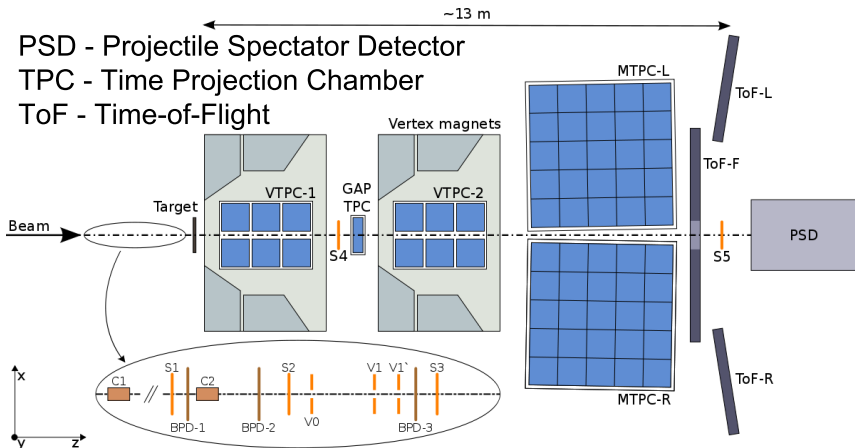 ~13 m
PSD - Projectile Spectator Detector
TPC - Time Projection Chamber
ToF - Time-of-Flight
MTPC-L
ToF-L
Vertex magnets
ToF-F
VTPC-1
GAP
TPC
VTPC-2
Target
Beam
S4
S5
PSD
S1
C1
C2
S2
V1
V1`
S3
BPD-1
BPD-2
V0
BPD-3
MTPC-R
ToF-R
x
y
z